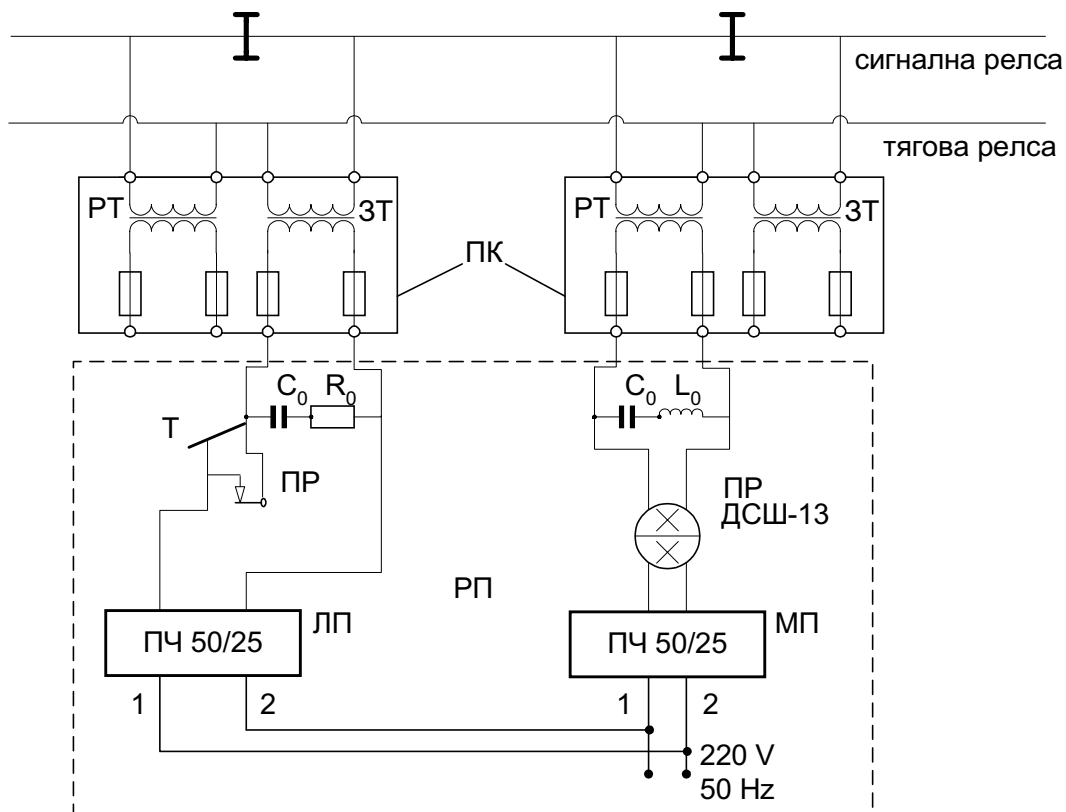 сигнална релса
тягова релса
РТ
ЗТ
РТ
ЗТ
ПК
C0 R0
C0 L0
Т
ПР
ПР
ДСШ-13
РП
ПЧ 50/25
ЛП
ПЧ 50/25
МП
1
2
1
2
220 V
50 Hz